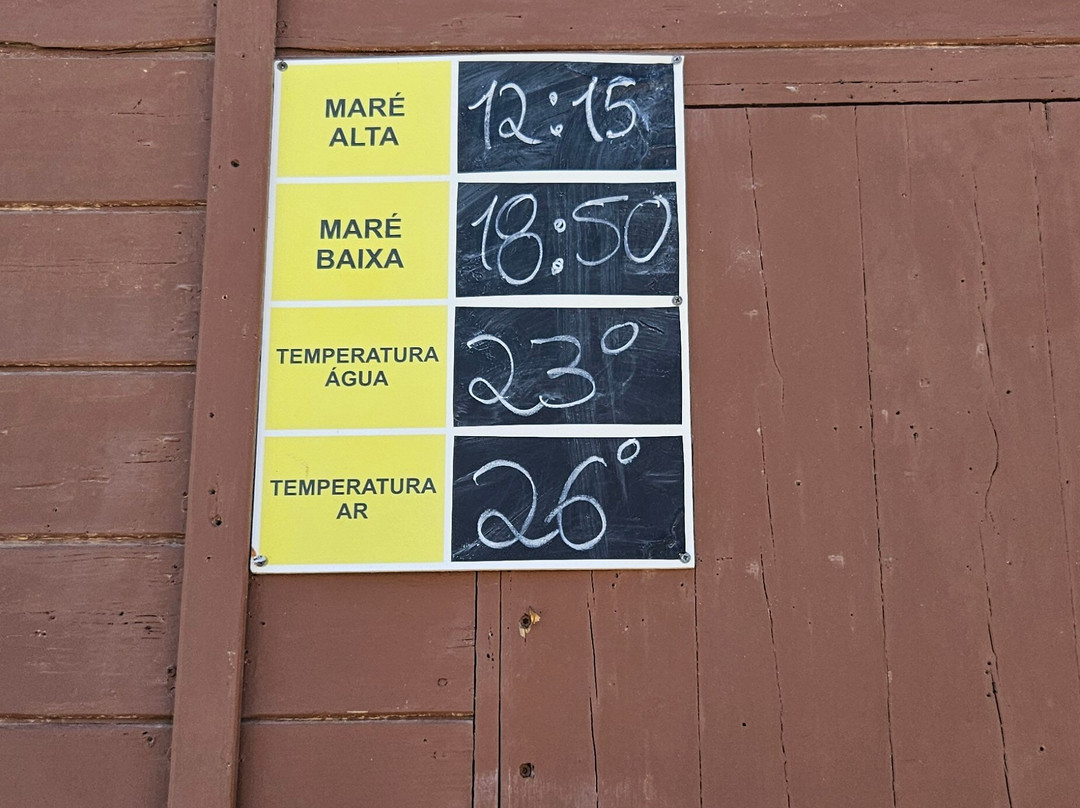 MARÉ
ALTA
12:15
MARÉ
BAIXA
18:50
TEMPERATURA
ÁGUA
23°
TEMPERATURA
AR
26°